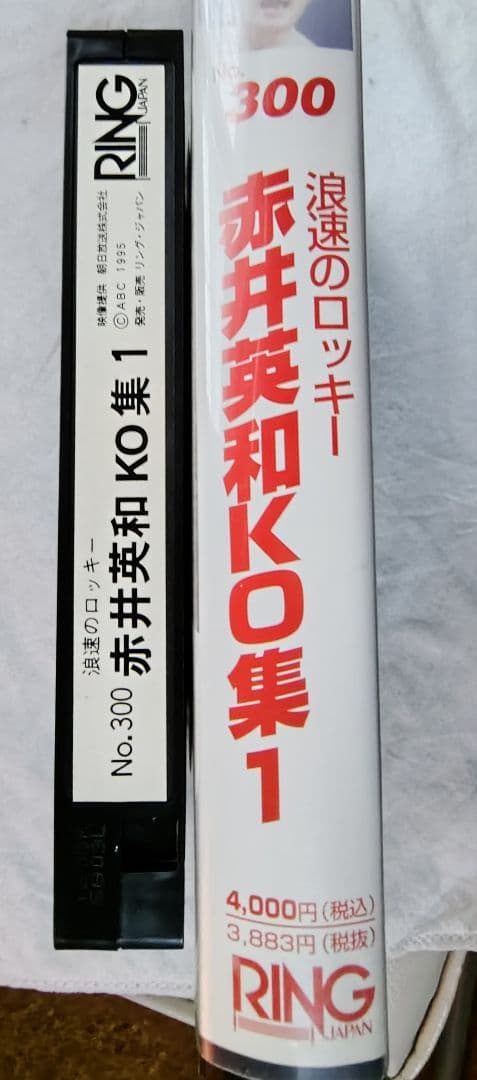 浪速のロッキー
No.300 赤井英和 KO集 1
映像提供 朝日放送株式会社
©ABC 1995
発売・販売 リング・ジャパン
RING
JAPAN
No.
300
浪速のロッキー
赤井英和KO集1
4,000円(税込)
3,883円(税抜)
RING
JAPAN